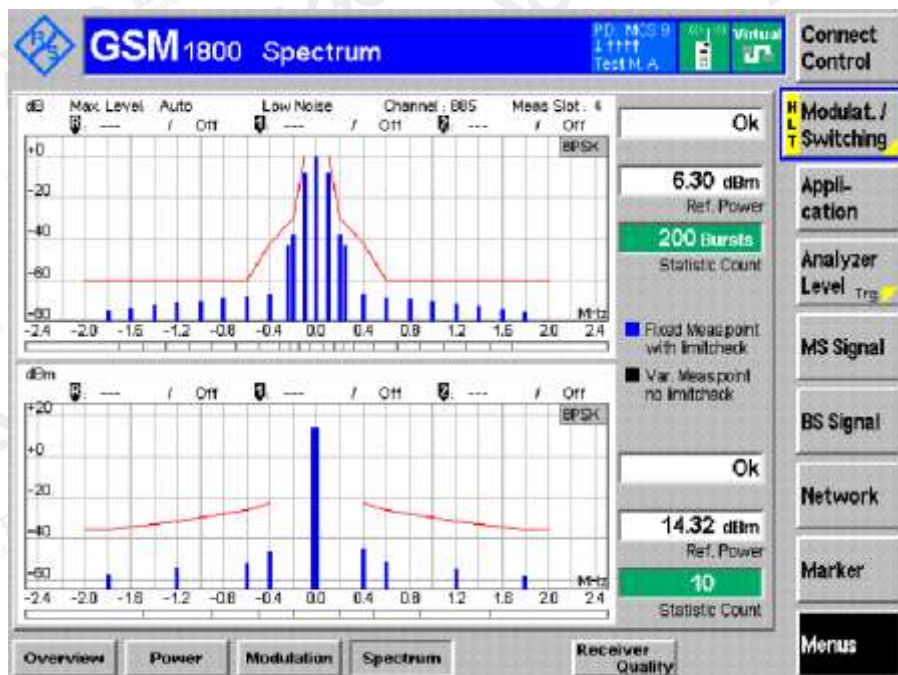 GSM 1800 Spectrum
PD: MCS 9
Test M. A
Virtual
Connect
Control
dB Max. Level Auto Low Noise Channel : 885 Meas Slot : 4
--- / Off --- / Off --- / Off
8PSK
+0
-20
-40
-60
-80
MHz
-2.4 -2.0 -1.6 -1.2 -0.8 -0.4 0.0 0.4 0.8 1.2 1.6 2.0 2.4
Ok
6.30 dBm
Ref. Power
200 Bursts
Statistic Count
Fixed Meas point
with limitcheck
Var. Meas point
no limitcheck
dBm
--- / Off --- / Off --- / Off
+20
8PSK
+0
-20
-40
-60
MHz
-2.4 -2.0 -1.6 -1.2 -0.8 -0.4 0.0 0.4 0.8 1.2 1.6 2.0 2.4
Ok
14.32 dBm
Ref. Power
10
Statistic Count
HLT
Modulat. /
Switching
Appli-
cation
Analyzer
Level Trg
MS Signal
BS Signal
Network
Marker
Menus
Overview Power Modulation Spectrum Receiver
Quality